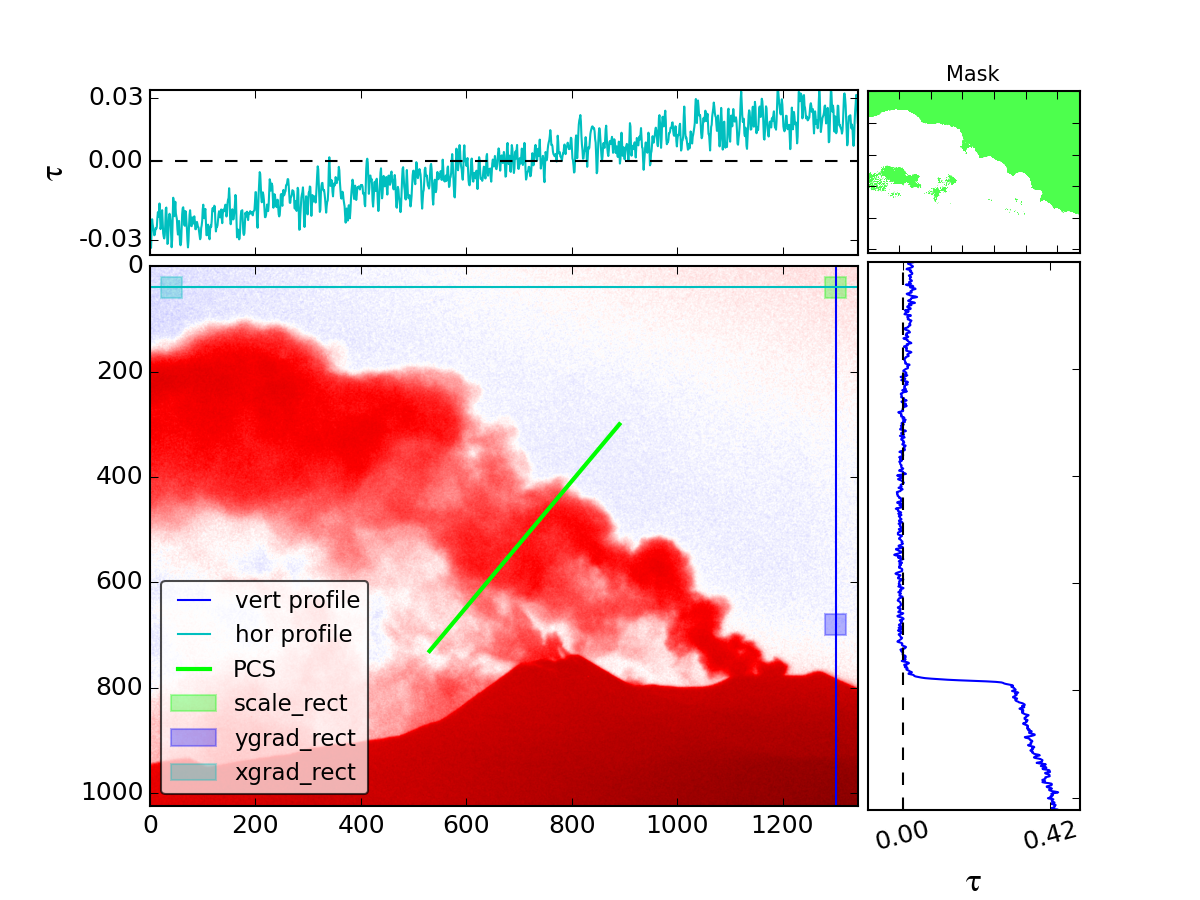 Mask
0.03
0.00
-0.03
τ
0
200
400
600
800
1000
vert profile
hor profile
PCS
scale_rect
ygrad_rect
xgrad_rect
0 200 400 600 800 1000 1200
0.00 0.42
τ